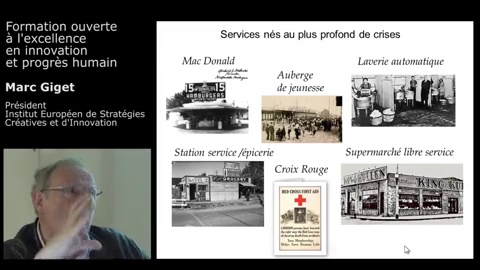 Formation ouverte
à l'excellence
en innovation
et progrès humain
Marc Giget
Président
Institut Européen de Stratégies
Créatives et d'Innovation
Services nés au plus profond de crises
Mac Donald
Auberge
de jeunesse
Laverie automatique
15
HAMBURGERS
15
Station service /épicerie
Croix Rouge
Supermarché libre service
RED CROSS FIRST AID
KING